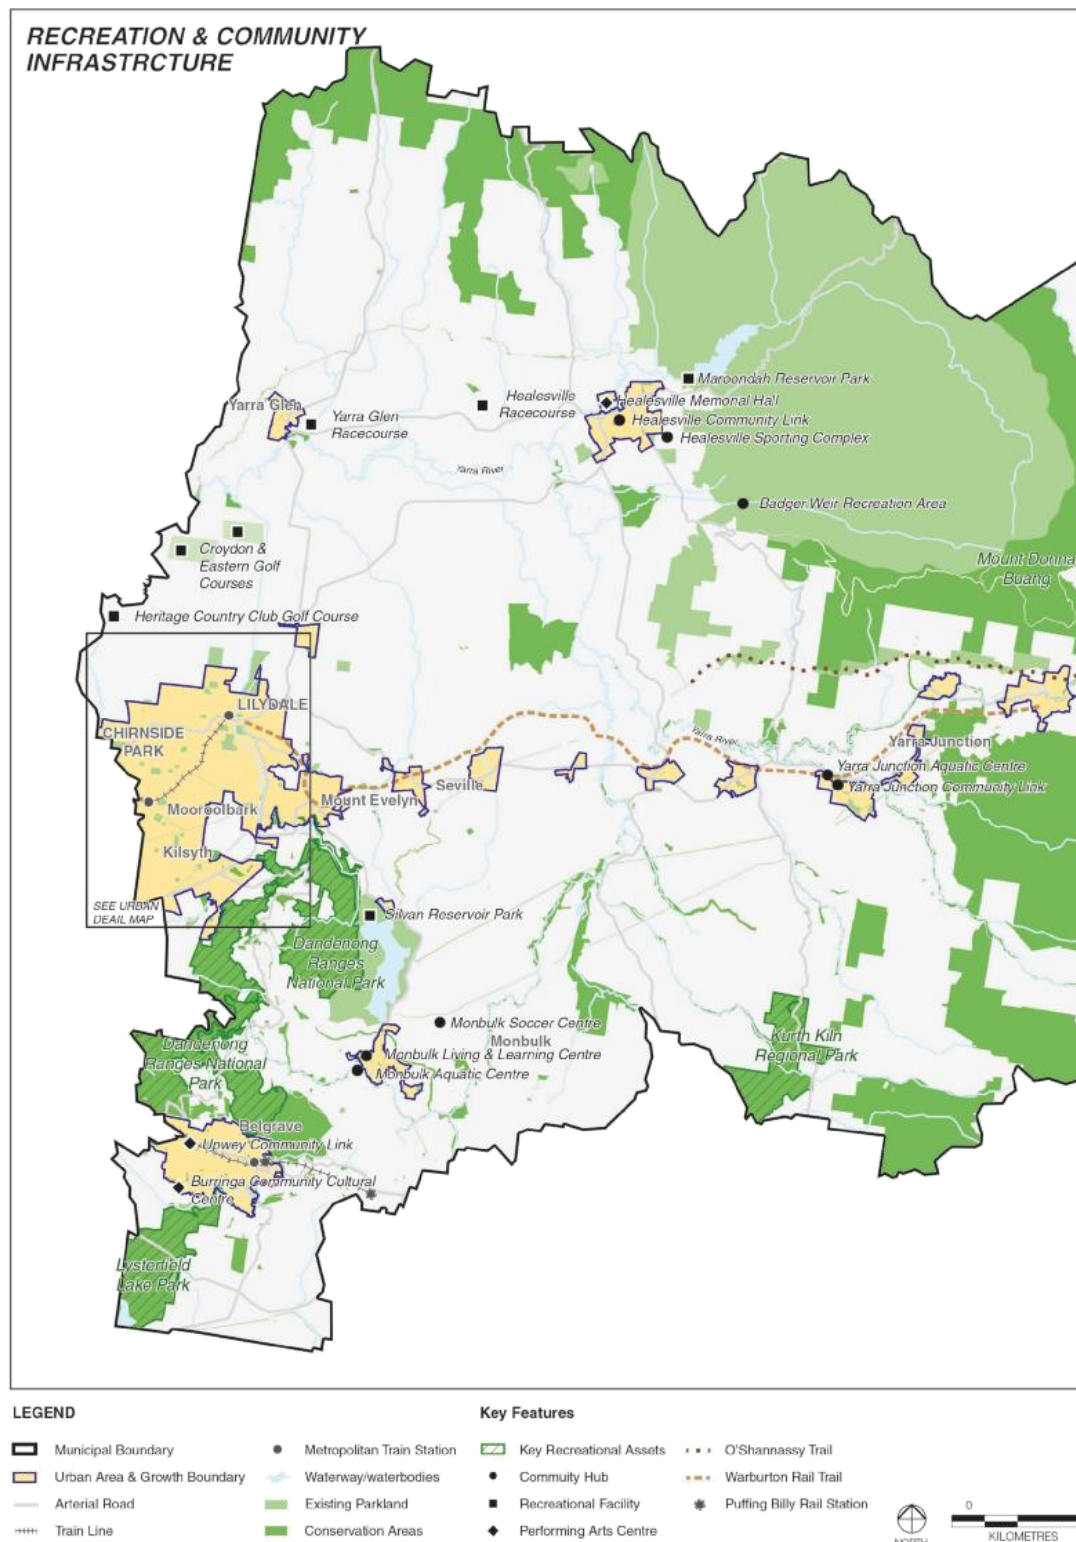 RECREATION & COMMUNITY
INFRASTRCTURE
Maroondah Reservoir Park
Healesville
Racecourse
Healesville Memorial Hall
Yarra Glen
Yarra Glen
Racecourse
Healesville Community Link
Healesville Sporting Complex
Yarra River
Badger Weir Recreation Area
Croydon &
Eastern Golf
Courses
Mount Donna
Buang
Heritage Country Club Golf Course
LILYDALE
CHIRNSIDE
PARK
Yarra River
Yarra Junction
Yarra Junction Aquatic Centre
Yarra Junction Community Link
Seville
Mount Evelyn
Mooroolbark
Kilsyth
SEE URBAN
DEAIL MAP
Silvan Reservoir Park
Dandenong
Ranges
National Park
Monbulk Soccer Centre
Monbulk
Kurth Kiln
Regional Park
Dandenong
Ranges National
Park
Monbulk Living & Learning Centre
Monbulk Aquatic Centre
Belgrave
Upwey Community Link
Burrinja Community Cultural
Centre
Lysterfield
Lake Park
LEGEND
Municipal Boundary
Urban Area & Growth Boundary
Arterial Road
Train Line
Metropolitan Train Station
Waterway/waterbodies
Existing Parkland
Conservation Areas
Key Features
Key Recreational Assets
Commuity Hub
Recreational Facility
Performing Arts Centre
O'Shannassy Trail
Warburton Rail Trail
Puffing Billy Rail Station
NORTH
0
KILOMETRES